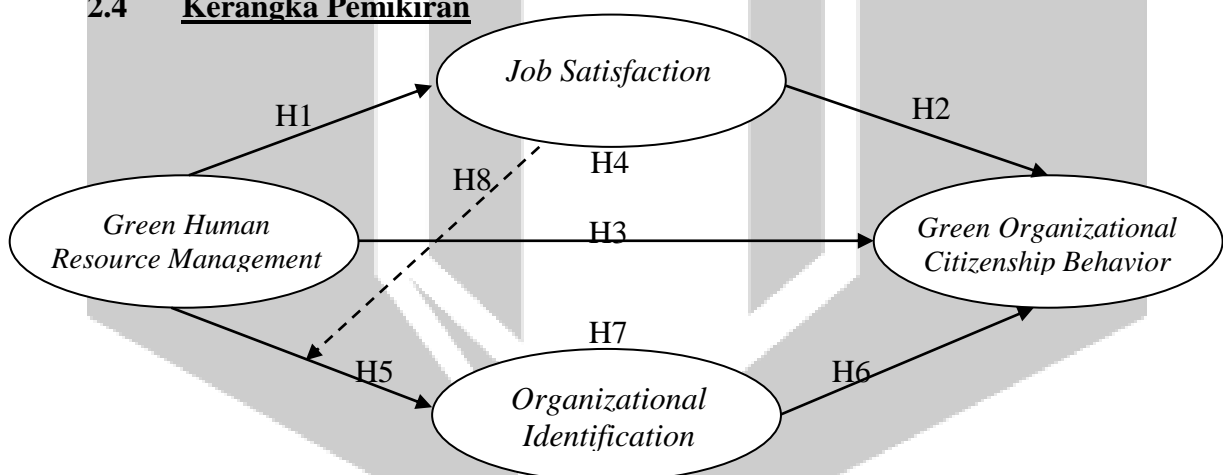 2.4 Kerangka Pemikiran
Job Satisfaction
H1
H2
H4
H8
Green Human
Resource Management
H3
Green Organizational
Citizenship Behavior
H7
H5
H6
Organizational
Identification